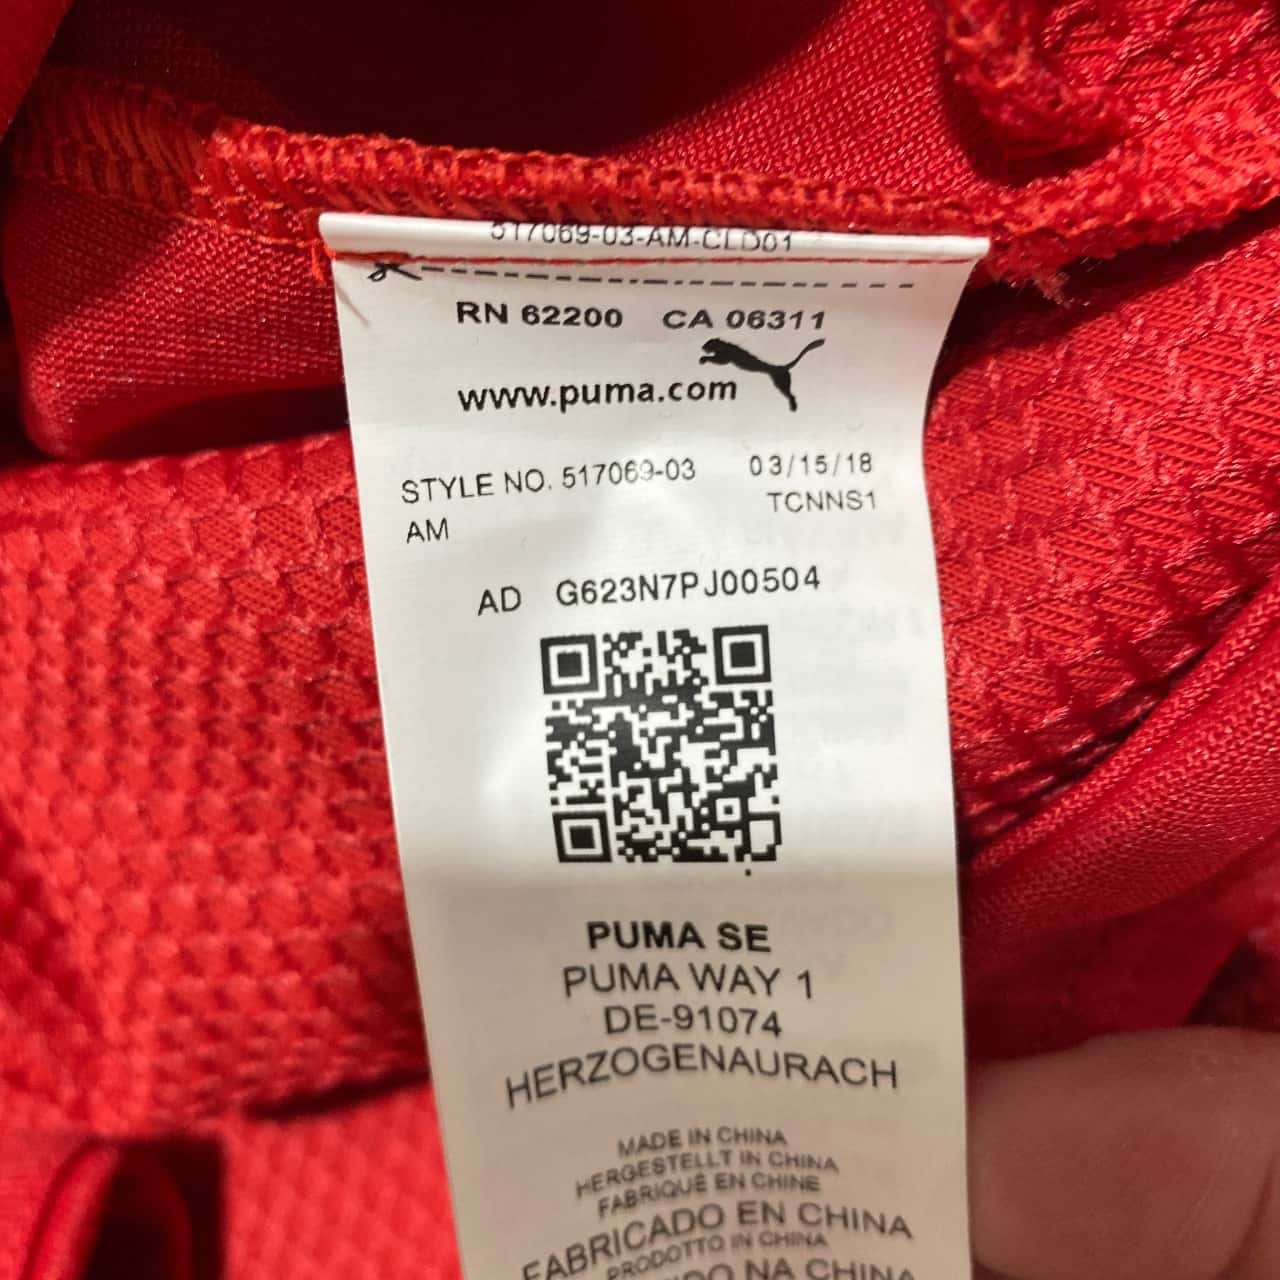 517069-03-AM-CLD01
RN 62200 CA 06311
www.puma.com
STYLE NO. 517069-03 03/15/18
AM TCNNS1
AD G623N7PJ00504
PUMA SE
PUMA WAY 1
DE-91074
HERZOGENAURACH
MADE IN CHINA
HERGESTELLT IN CHINA
FABRIQUÉ EN CHINE
FABRICADO EN CHINA
PRODOTTO IN CHINA
NA CHINA